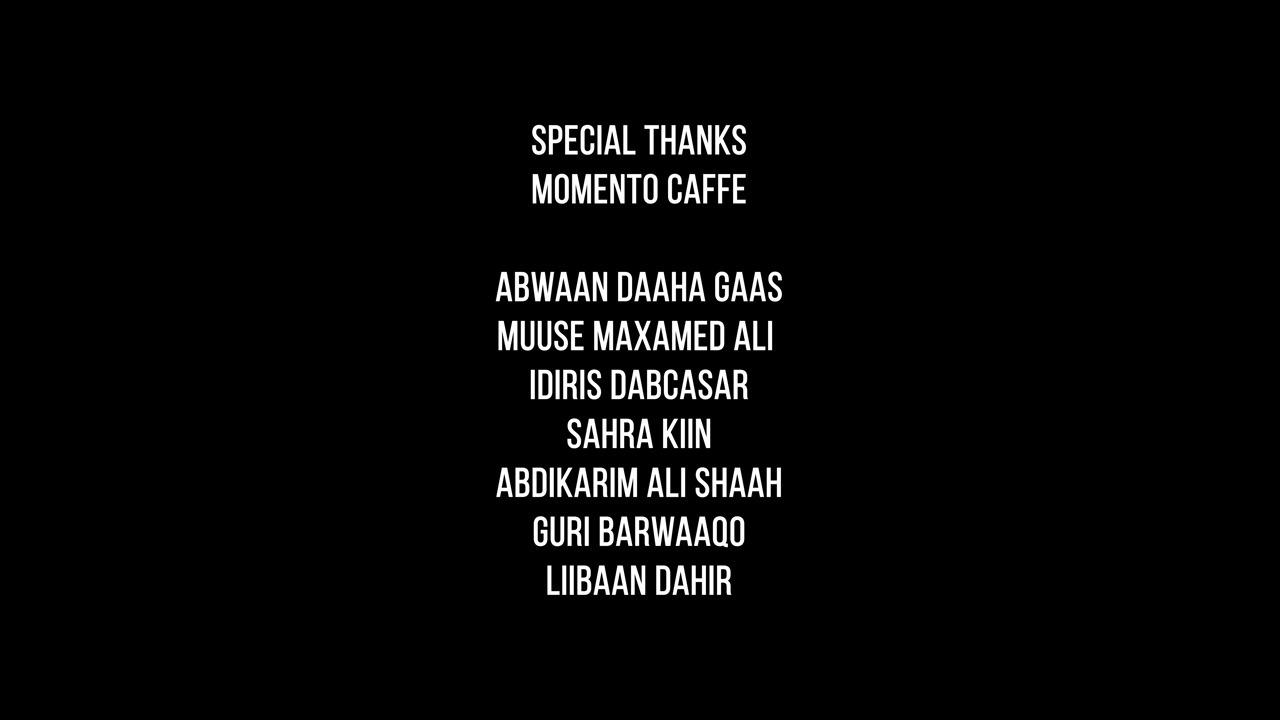 SPECIAL THANKS
MOMENTO CAFFE
ABWAAN DAAHA GAAS
MUUSE MAXAMED ALI
IDIRIS DABCASAR
SAHRA KIIN
ABDIKARIM ALI SHAAH
GURI BARWAAQO
LIIBAAN DAHIR